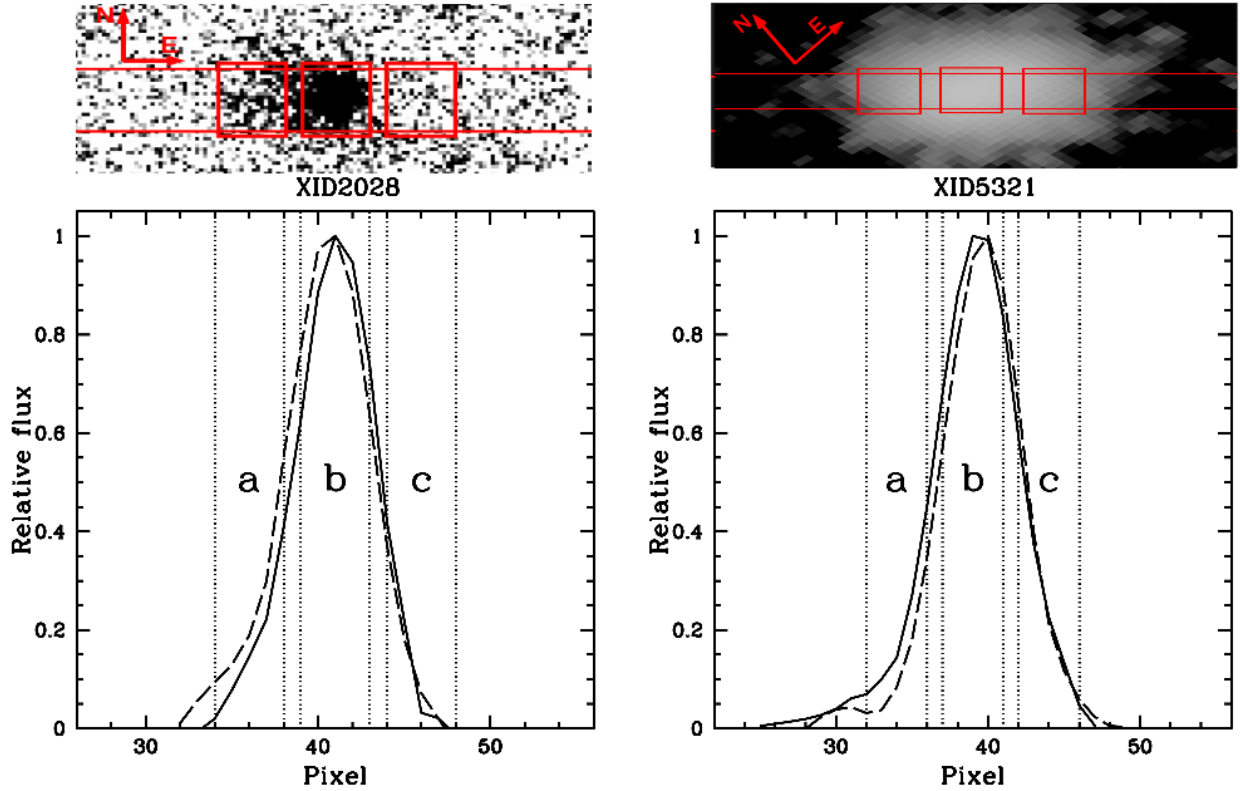 N
E
XID2028
N
E
XID5321
Relative flux
1
0.8
0.6
0.4
0.2
0
a b c
30 40 50
Pixel
Relative flux
1
0.8
0.6
0.4
0.2
0
a b c
30 40 50
Pixel